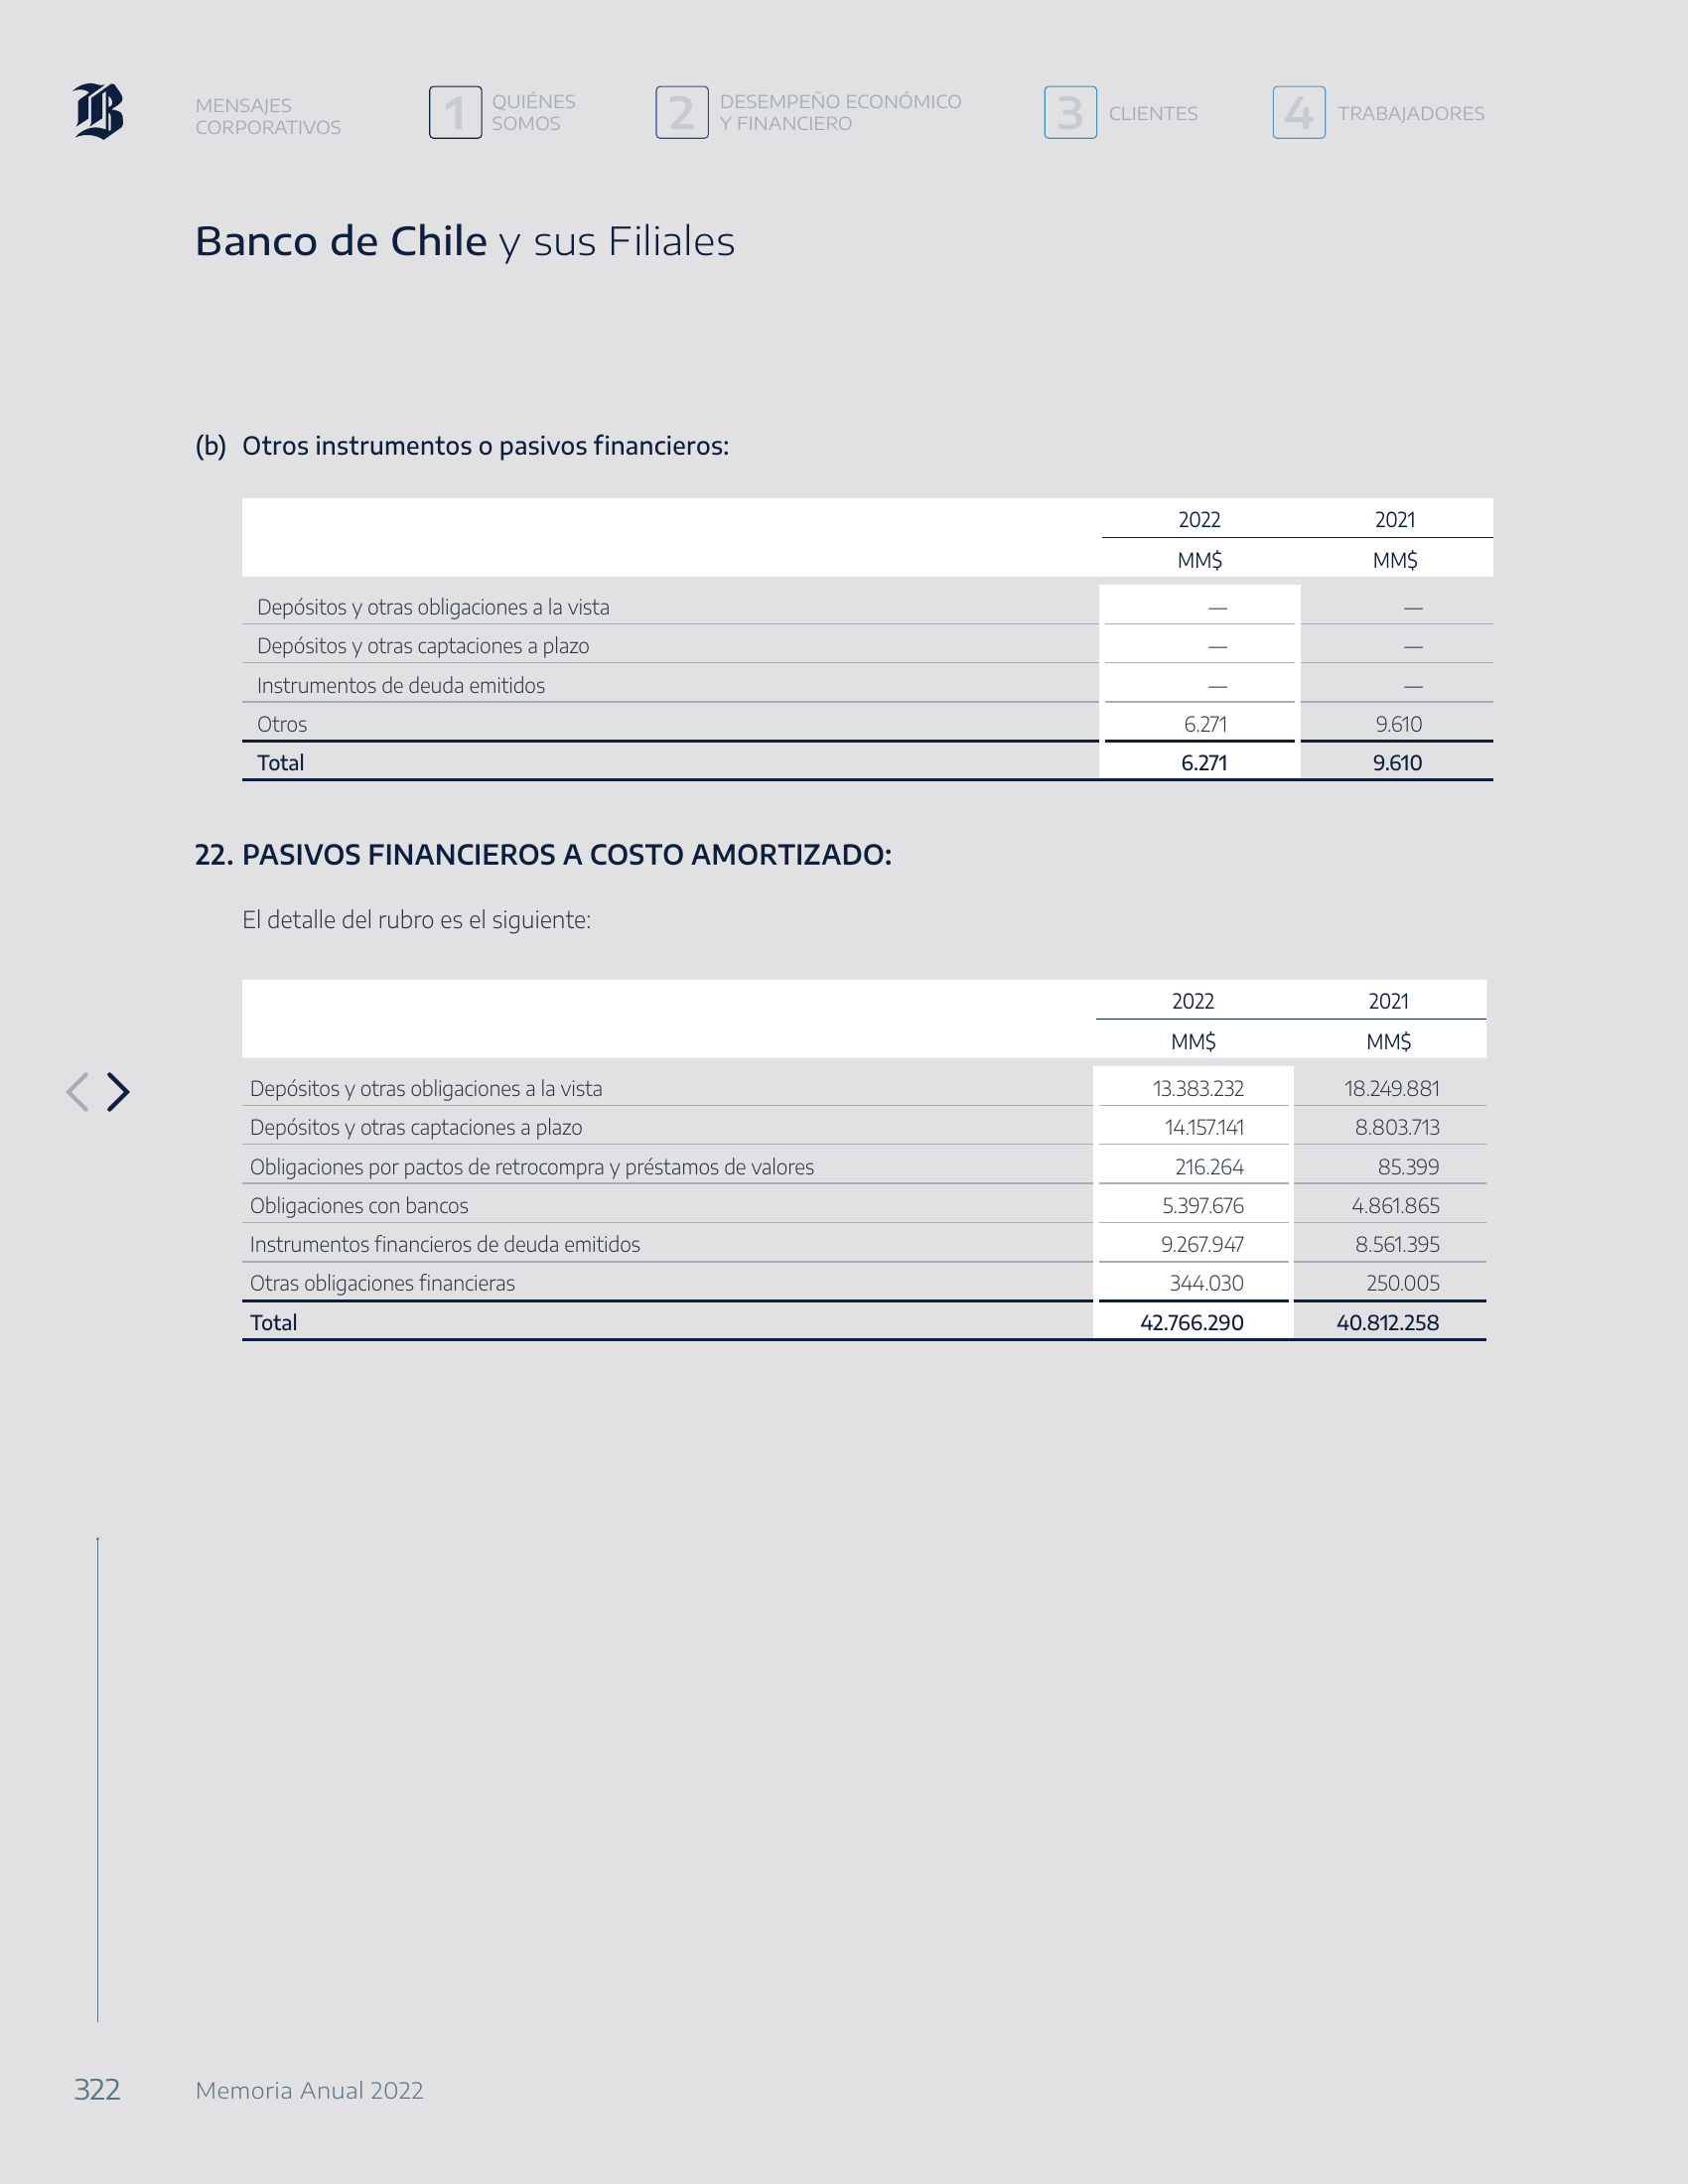 MENSAJES
CORPORATIVOS
1 QUIÉNES
SOMOS
2 DESEMPEÑO ECONÓMICO
Y FINANCIERO
3 CLIENTES
4 TRABAJADORES
Banco de Chile y sus Filiales
(b) Otros instrumentos o pasivos financieros:
2022 2021
MM$ MM$
Depósitos y otras obligaciones a la vista — —
Depósitos y otras captaciones a plazo — —
Instrumentos de deuda emitidos — —
Otros 6.271 9.610
Total 6.271 9.610
22. PASIVOS FINANCIEROS A COSTO AMORTIZADO:
El detalle del rubro es el siguiente:
2022 2021
MM$ MM$
Depósitos y otras obligaciones a la vista 13.383.232 18.249.881
Depósitos y otras captaciones a plazo 14.157.141 8.803.713
Obligaciones por pactos de retrocompra y préstamos de valores 216.264 85.399
Obligaciones con bancos 5.397.676 4.861.865
Instrumentos financieros de deuda emitidos 9.267.947 8.561.395
Otras obligaciones financieras 344.030 250.005
Total 42.766.290 40.812.258
322 Memoria Anual 2022